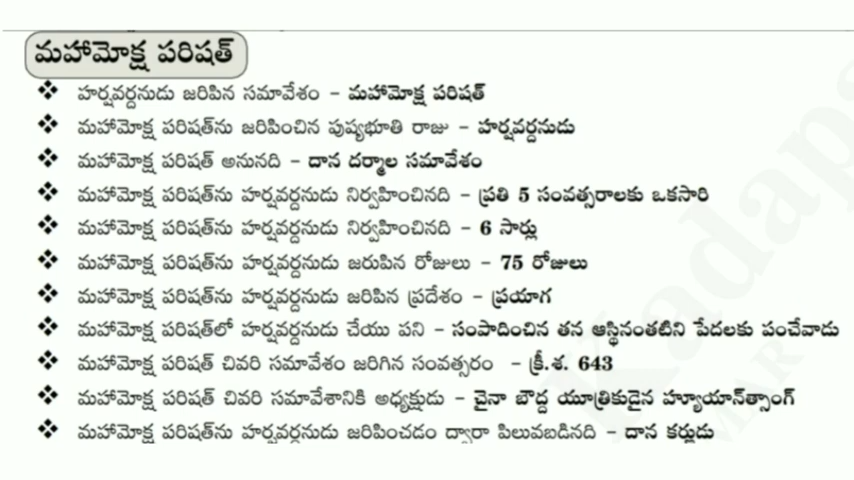 మహామోక్ష పరిషత్
❖ హర్షవర్ధనుడు జరిపిన సమావేశం - మహామోక్ష పరిషత్
❖ మహామోక్ష పరిషత్‌ను జరిపించిన పుష్యభూతి రాజు - హర్షవర్ధనుడు
❖ మహామోక్ష పరిషత్ అనునది - దాన దర్మాల సమావేశం
❖ మహామోక్ష పరిషత్‌ను హర్షవర్ధనుడు నిర్వహించినది - ప్రతి 5 సంవత్సరాలకు ఒకసారి
❖ మహామోక్ష పరిషత్‌ను హర్షవర్ధనుడు నిర్వహించినది - 6 సార్లు
❖ మహామోక్ష పరిషత్‌ను హర్షవర్ధనుడు జరుపిన రోజులు - 75 రోజులు
❖ మహామోక్ష పరిషత్‌ను హర్షవర్ధనుడు జరిపిన ప్రదేశం - ప్రయాగ
❖ మహామోక్ష పరిషత్‌లో హర్షవర్ధనుడు చేయు పని - సంపాదించిన తన ఆస్థినంతటిని పేదలకు పంచేవాడు
❖ మహామోక్ష పరిషత్ చివరి సమావేశం జరిగిన సంవత్సరం - క్రీ.శ. 643
❖ మహామోక్ష పరిషత్ చివరి సమావేశానికి అధ్యక్షుడు - చైనా బౌద్ధ యాత్రికుడైన హ్యూయాన్‌త్సాంగ్
❖ మహామోక్ష పరిషత్‌ను హర్షవర్ధనుడు జరిపించడం ద్వారా పిలువబడినది - దాన కర్ణుడు
Kadapa
MAR